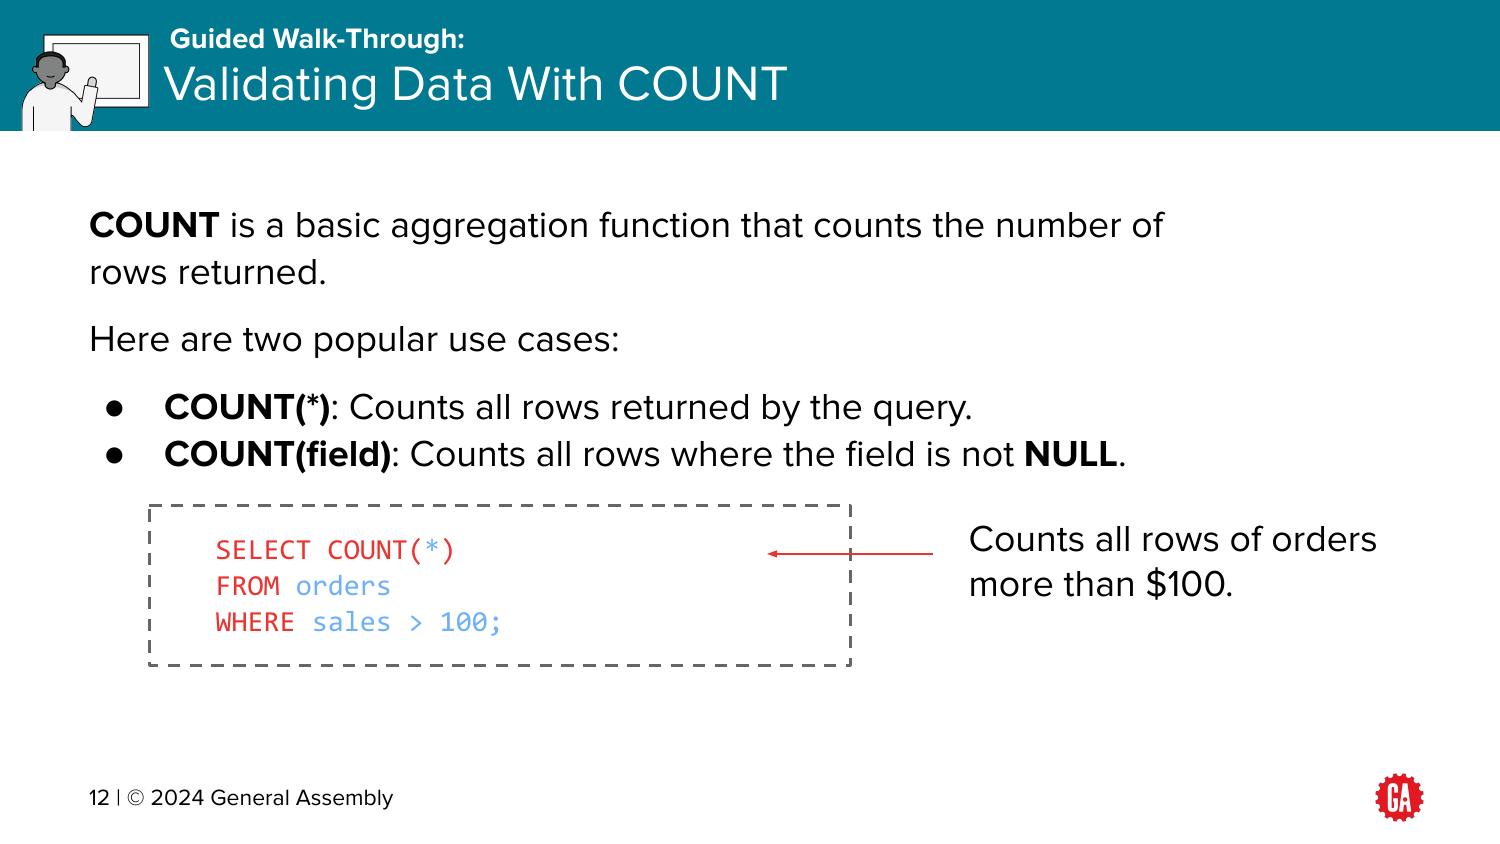 Guided Walk-Through:
Validating Data With COUNT
COUNT is a basic aggregation function that counts the number of
rows returned.
Here are two popular use cases:
● COUNT(*): Counts all rows returned by the query.
● COUNT(field): Counts all rows where the field is not NULL.
SELECT COUNT(*)
FROM orders
WHERE sales > 100;
Counts all rows of orders
more than $100.
12 | © 2024 General Assembly
GA